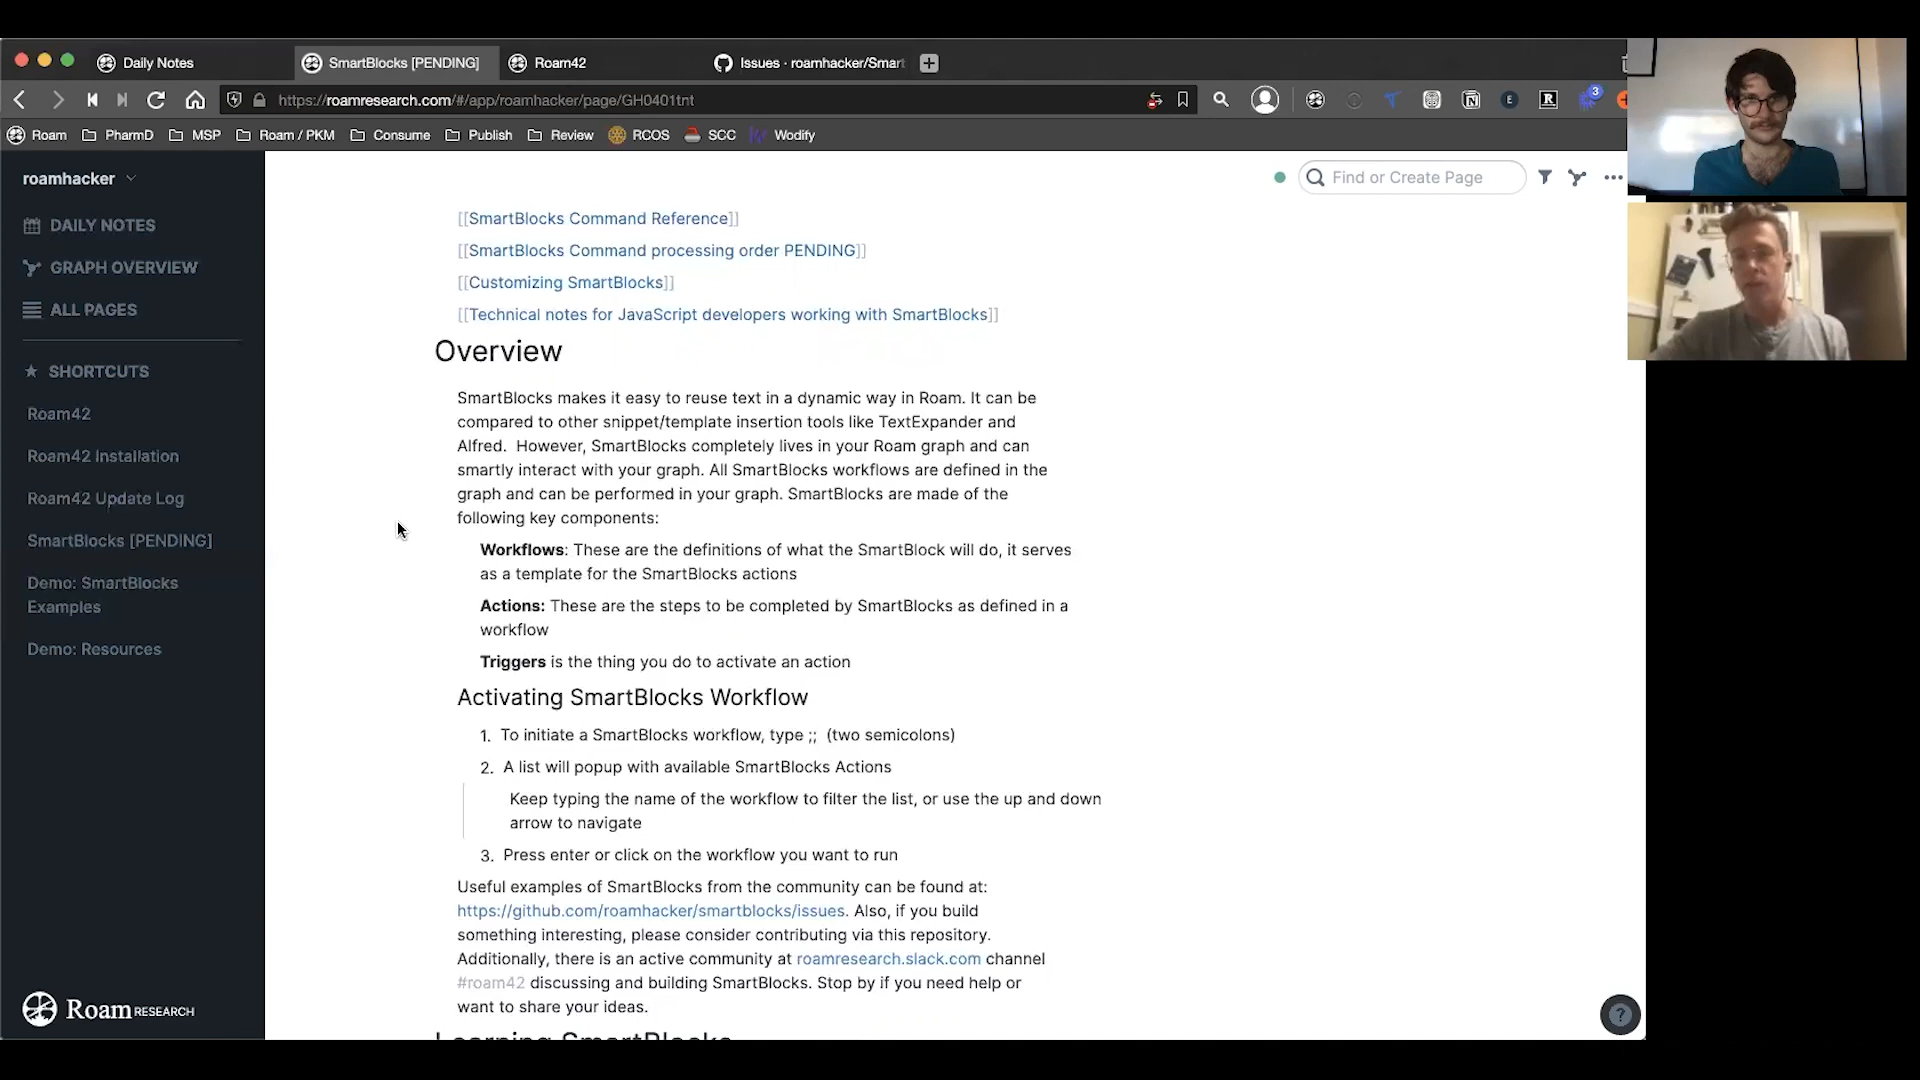 Daily Notes
SmartBlocks [PENDING]
Roam42
Issues · roamhacker/Smart
https://roamresearch.com/#/app/roamhacker/page/GH0401tnt
3
Roam
PharmD
MSP
Roam / PKM
Consume
Publish
Review
RCOS
SCC
Wodify
roamhacker
DAILY NOTES
GRAPH OVERVIEW
ALL PAGES
SHORTCUTS
Roam42
Roam42 Installation
Roam42 Update Log
SmartBlocks [PENDING]
Demo: SmartBlocks
Examples
Demo: Resources
Roam RESEARCH
Find or Create Page
[[SmartBlocks Command Reference]]
[[SmartBlocks Command processing order PENDING]]
[[Customizing SmartBlocks]]
[[Technical notes for JavaScript developers working with SmartBlocks]]
Overview
SmartBlocks makes it easy to reuse text in a dynamic way in Roam. It can be
compared to other snippet/template insertion tools like TextExpander and
Alfred.  However, SmartBlocks completely lives in your Roam graph and can
smartly interact with your graph. All SmartBlocks workflows are defined in the
graph and can be performed in your graph. SmartBlocks are made of the
following key components:
Workflows: These are the definitions of what the SmartBlock will do, it serves
as a template for the SmartBlocks actions
Actions: These are the steps to be completed by SmartBlocks as defined in a
workflow
Triggers is the thing you do to activate an action
Activating SmartBlocks Workflow
1. To initiate a SmartBlocks workflow, type ;;  (two semicolons)
2. A list will popup with available SmartBlocks Actions
Keep typing the name of the workflow to filter the list, or use the up and down
arrow to navigate
3. Press enter or click on the workflow you want to run
Useful examples of SmartBlocks from the community can be found at:
https://github.com/roamhacker/smartblocks/issues. Also, if you build
something interesting, please consider contributing via this repository.
Additionally, there is an active community at roamresearch.slack.com channel
#roam42 discussing and building SmartBlocks. Stop by if you need help or
want to share your ideas.
Learning SmartBlocks
?